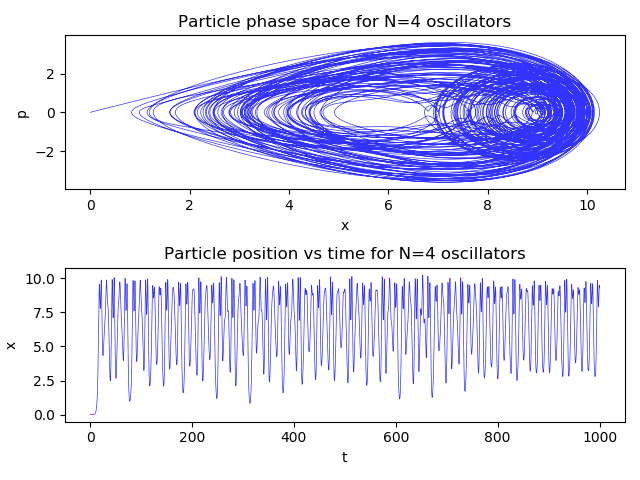 Particle phase space for N=4 oscillators
2
0
−2
p
0 2 4 6 8 10
x
Particle position vs time for N=4 oscillators
10.0
7.5
5.0
2.5
0.0
x
0 200 400 600 800 1000
t